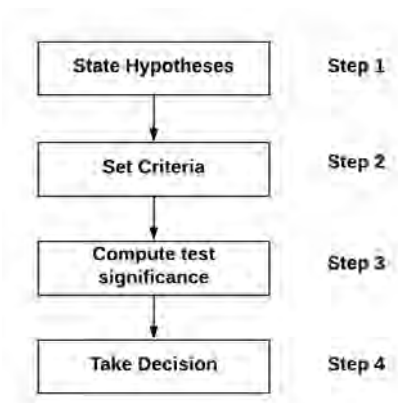 State Hypotheses
Step 1
Set Criteria
Step 2
Compute test
significance
Step 3
Take Decision
Step 4